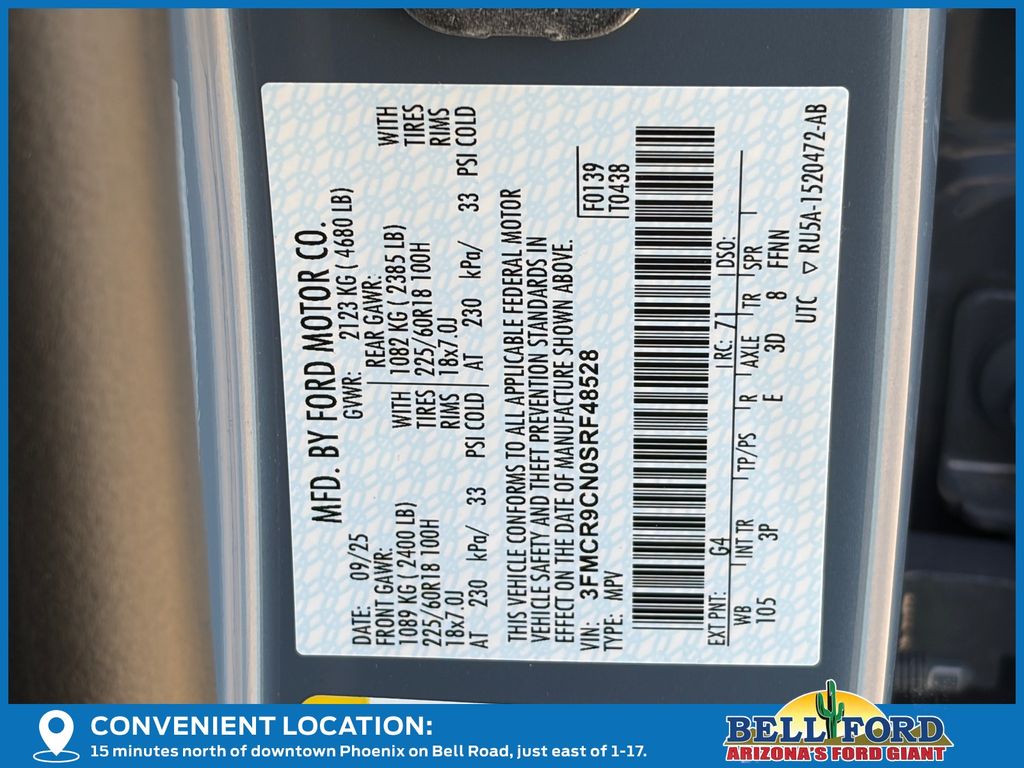 MFD. BY FORD MOTOR CO.
DATE: 09/25
GVWR: 2123 KG ( 4680 LB)
FRONT GAWR:
REAR GAWR:
1089 KG ( 2400 LB) WITH
1082 KG ( 2385 LB) WITH
225/60R18 100H TIRES
225/60R18 100H TIRES
18x7.0J RIMS
18x7.0J RIMS
AT 230 kPa/ 33 PSI COLD
AT 230 kPa/ 33 PSI COLD
THIS VEHICLE CONFORMS TO ALL APPLICABLE FEDERAL MOTOR
VEHICLE SAFETY AND THEFT PREVENTION STANDARDS IN
EFFECT ON THE DATE OF MANUFACTURE SHOWN ABOVE.
VIN: 3FMCR9CN0SRF48528
TYPE: MPV
F0139
T0438
EXT PNT: G4 RC: 71 DSO:
WB INT TR TP/PS R AXLE TR SPR
105 3P E 3D 8 FFNN
UTC ▽ RU5A-1520472-AB
CONVENIENT LOCATION:
15 minutes north of downtown Phoenix on Bell Road, just east of 1-17.
BELL FORD
ARIZONA'S FORD GIANT